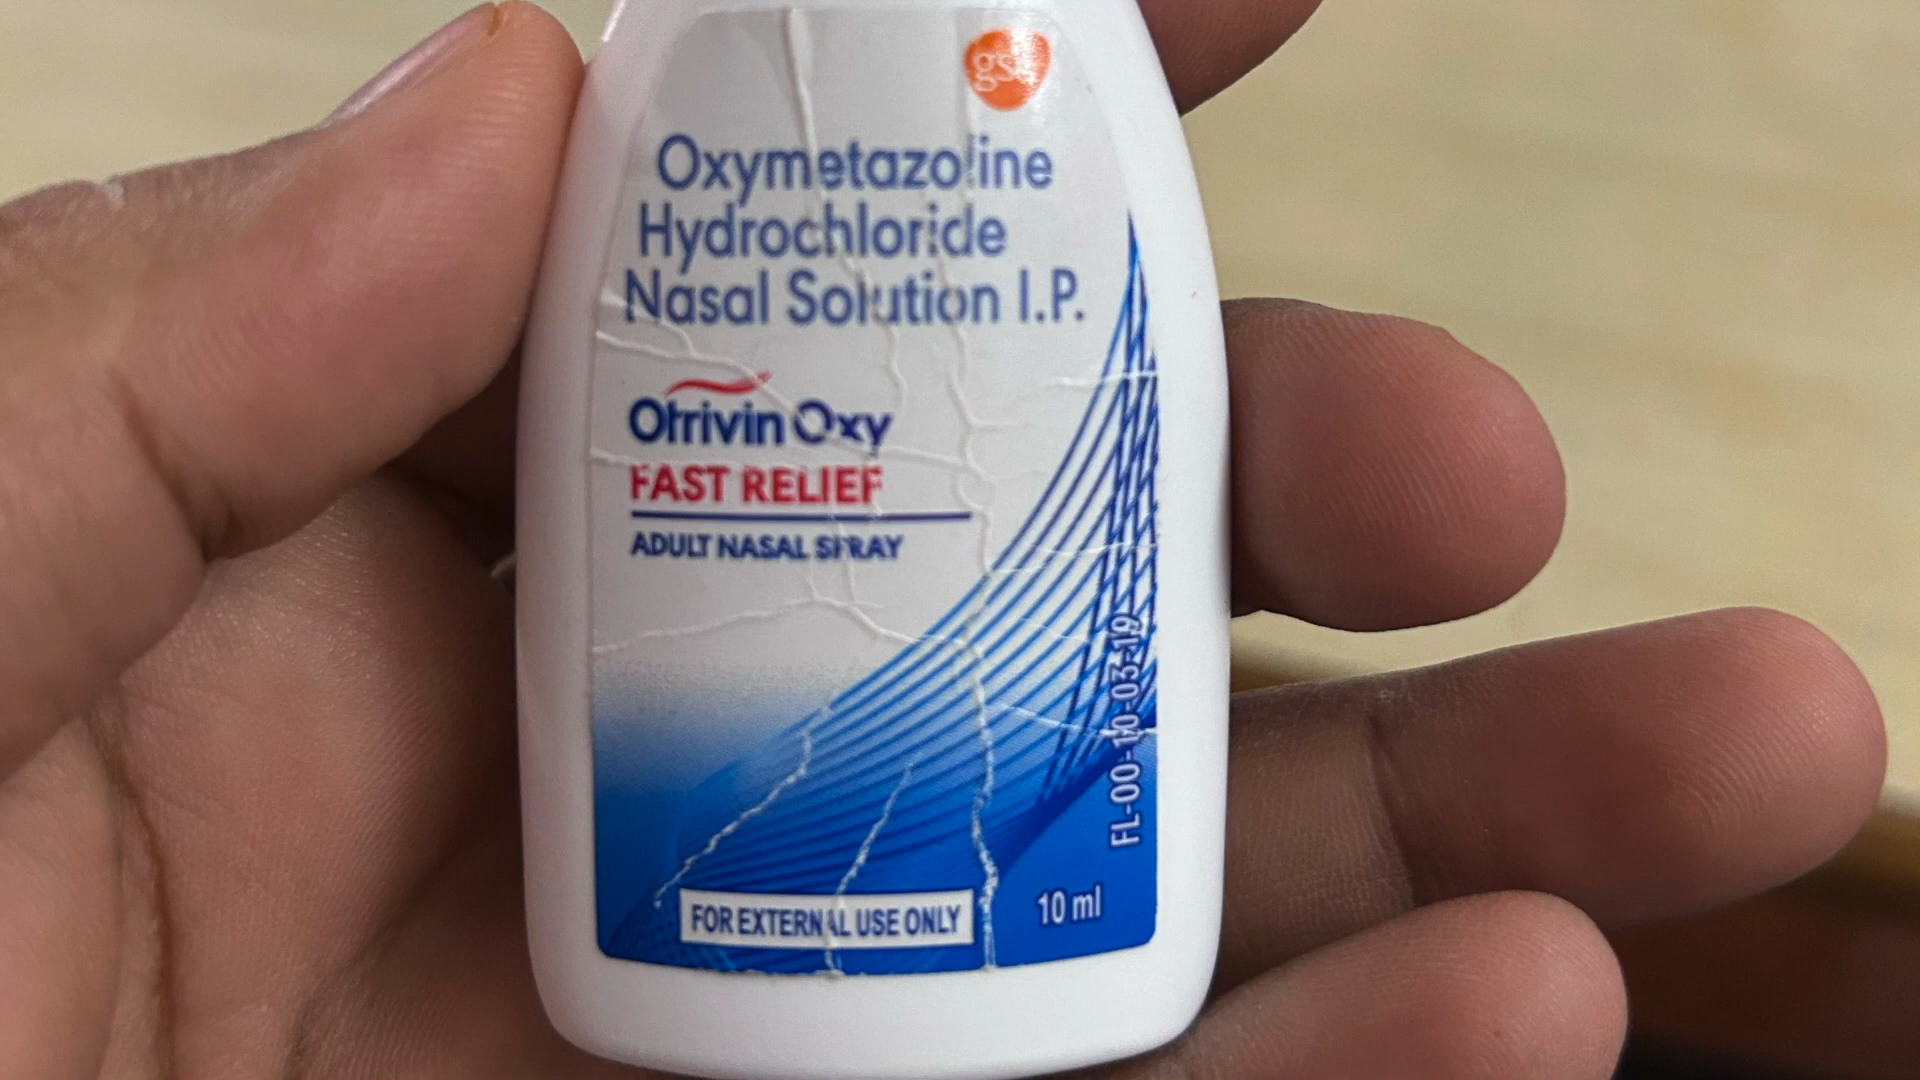 gsk
Oxymetazoline
Hydrochloride
Nasal Solution I.P.
Otrivin Oxy
FAST RELIEF
ADULT NASAL SPRAY
FL-00-10-03-19
FOR EXTERNAL USE ONLY
10 ml